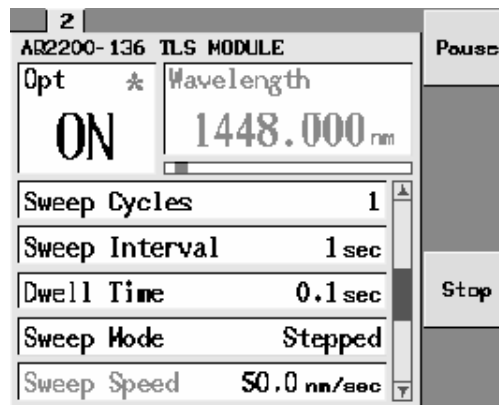 2
AQ2200-136 TLS MODULE
Pause
Opt *
Wavelength
ON
1448.000 nm
Sweep Cycles 1
Sweep Interval 1 sec
Dwell Time 0.1 sec
Stop
Sweep Mode Stepped
Sweep Speed 50.0 nm/sec